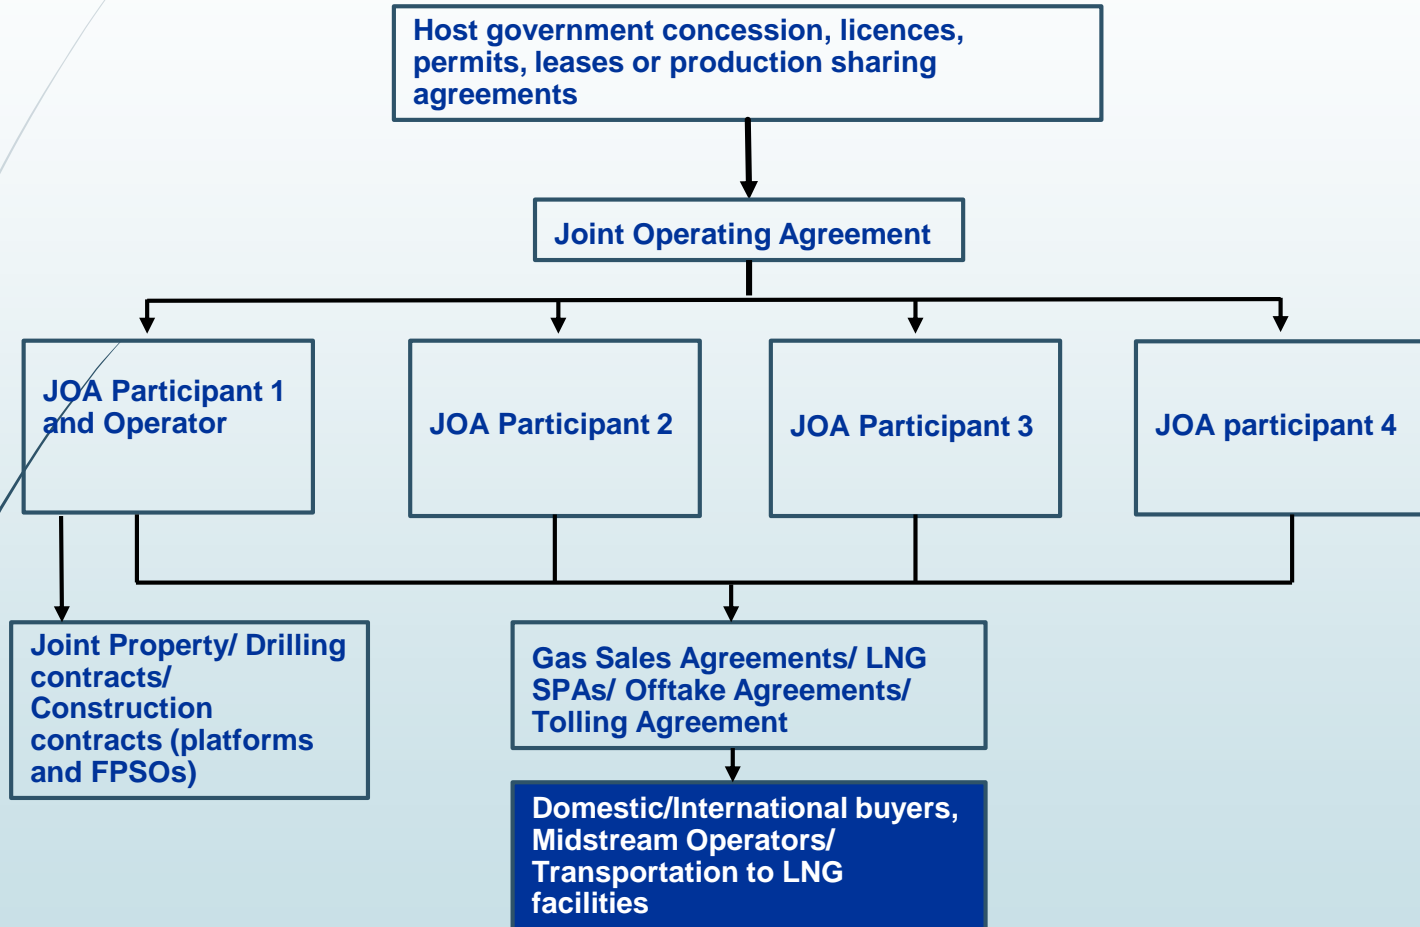 Host government concession, licences,
permits, leases or production sharing
agreements
Joint Operating Agreement
JOA Participant 1
and Operator
JOA Participant 2
JOA Participant 3
JOA participant 4
Joint Property/ Drilling
contracts/
Construction
contracts (platforms
and FPSOs)
Gas Sales Agreements/ LNG
SPAs/ Offtake Agreements/
Tolling Agreement
Domestic/International buyers,
Midstream Operators/
Transportation to LNG
facilities